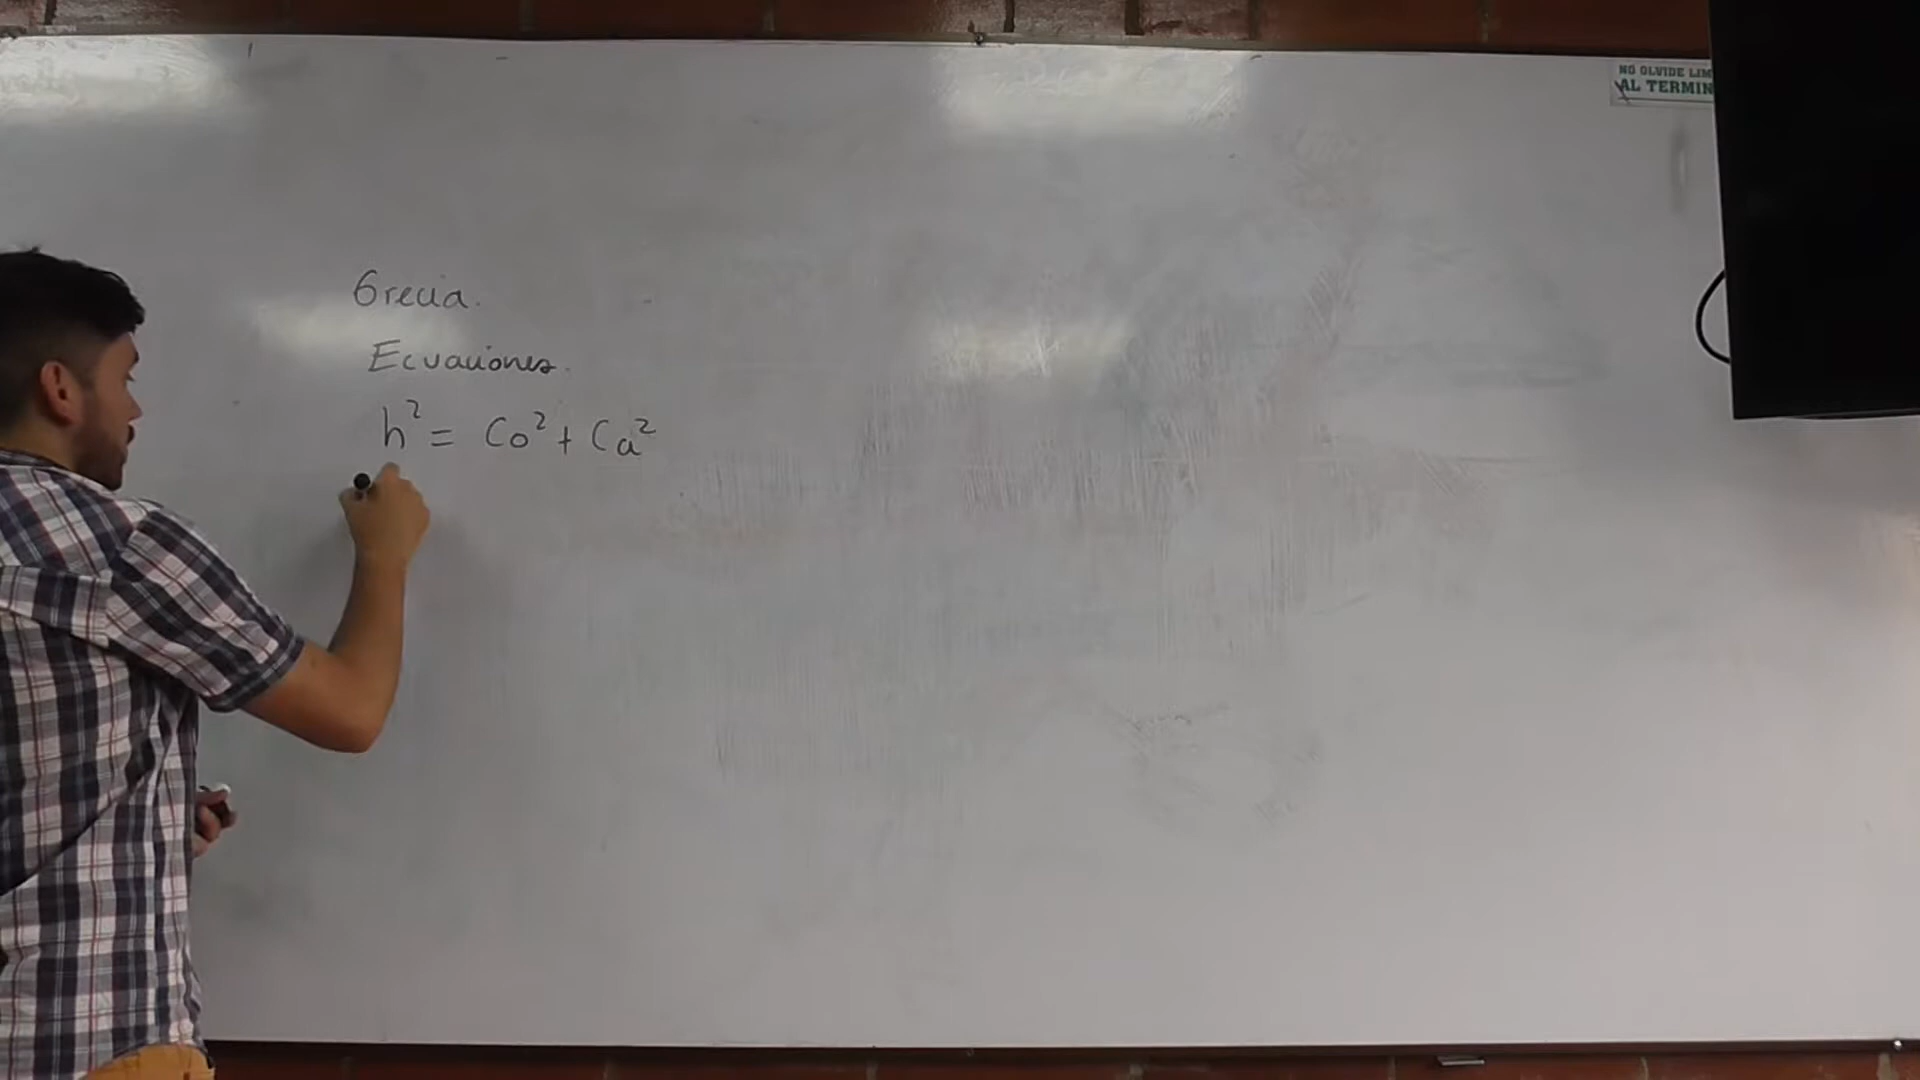 NO OLVIDE LIM
AL TERMIN
Grecia.
Ecuaciones.
h² = Co² + Ca²